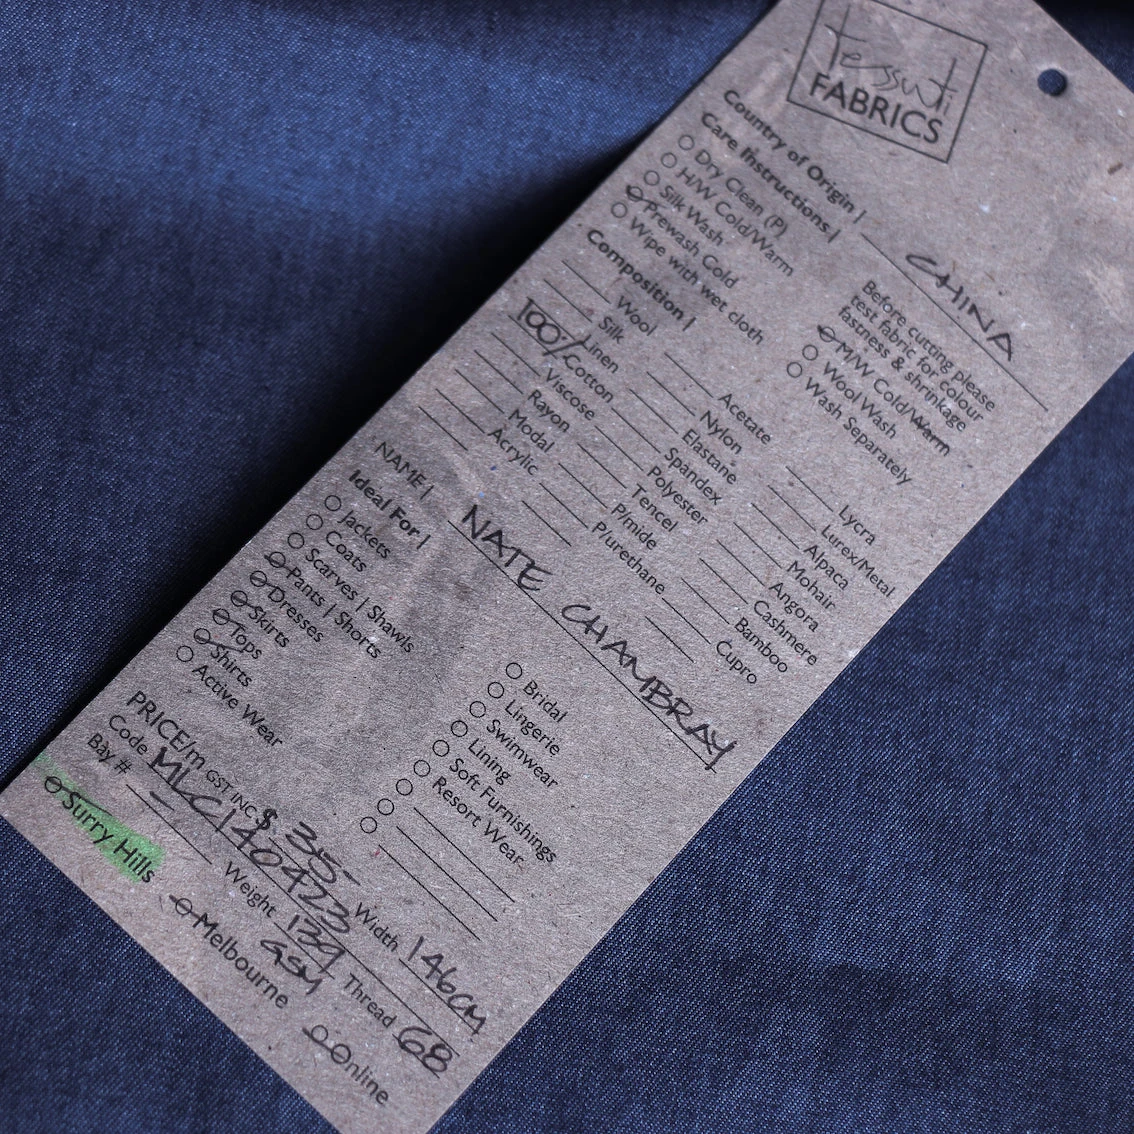 tessuti
FABRICS
Country of Origin | CHINA
Care Instructions |
Dry Clean (P)
H/W Cold/Warm
Silk Wash
Prewash Cold
Wipe with wet cloth
Before cutting please
test fabric for colour
fastness & shrinkage
M/W Cold/Warm
Wool Wash
Wash Separately
Composition |
Wool
Silk
Linen
100% Cotton
Viscose
Rayon
Modal
Acrylic
Acetate
Nylon
Elastane
Spandex
Polyester
Tencel
P/mide
P/urethane
Lycra
Lurex/Metal
Alpaca
Mohair
Angora
Cashmere
Bamboo
Cupro
NAME | NATE CHAMBRAY
Ideal For |
Jackets
Coats
Scarves | Shawls
Pants | Shorts
Dresses
Skirts
Tops
Shirts
Active Wear
Bridal
Lingerie
Swimwear
Lining
Soft Furnishings
Resort Wear
PRICE/m GST INC $35- Width 146CM
Code MLC140423
Bay # - Weight 139 GSM Thread 68
Surry Hills Melbourne Online